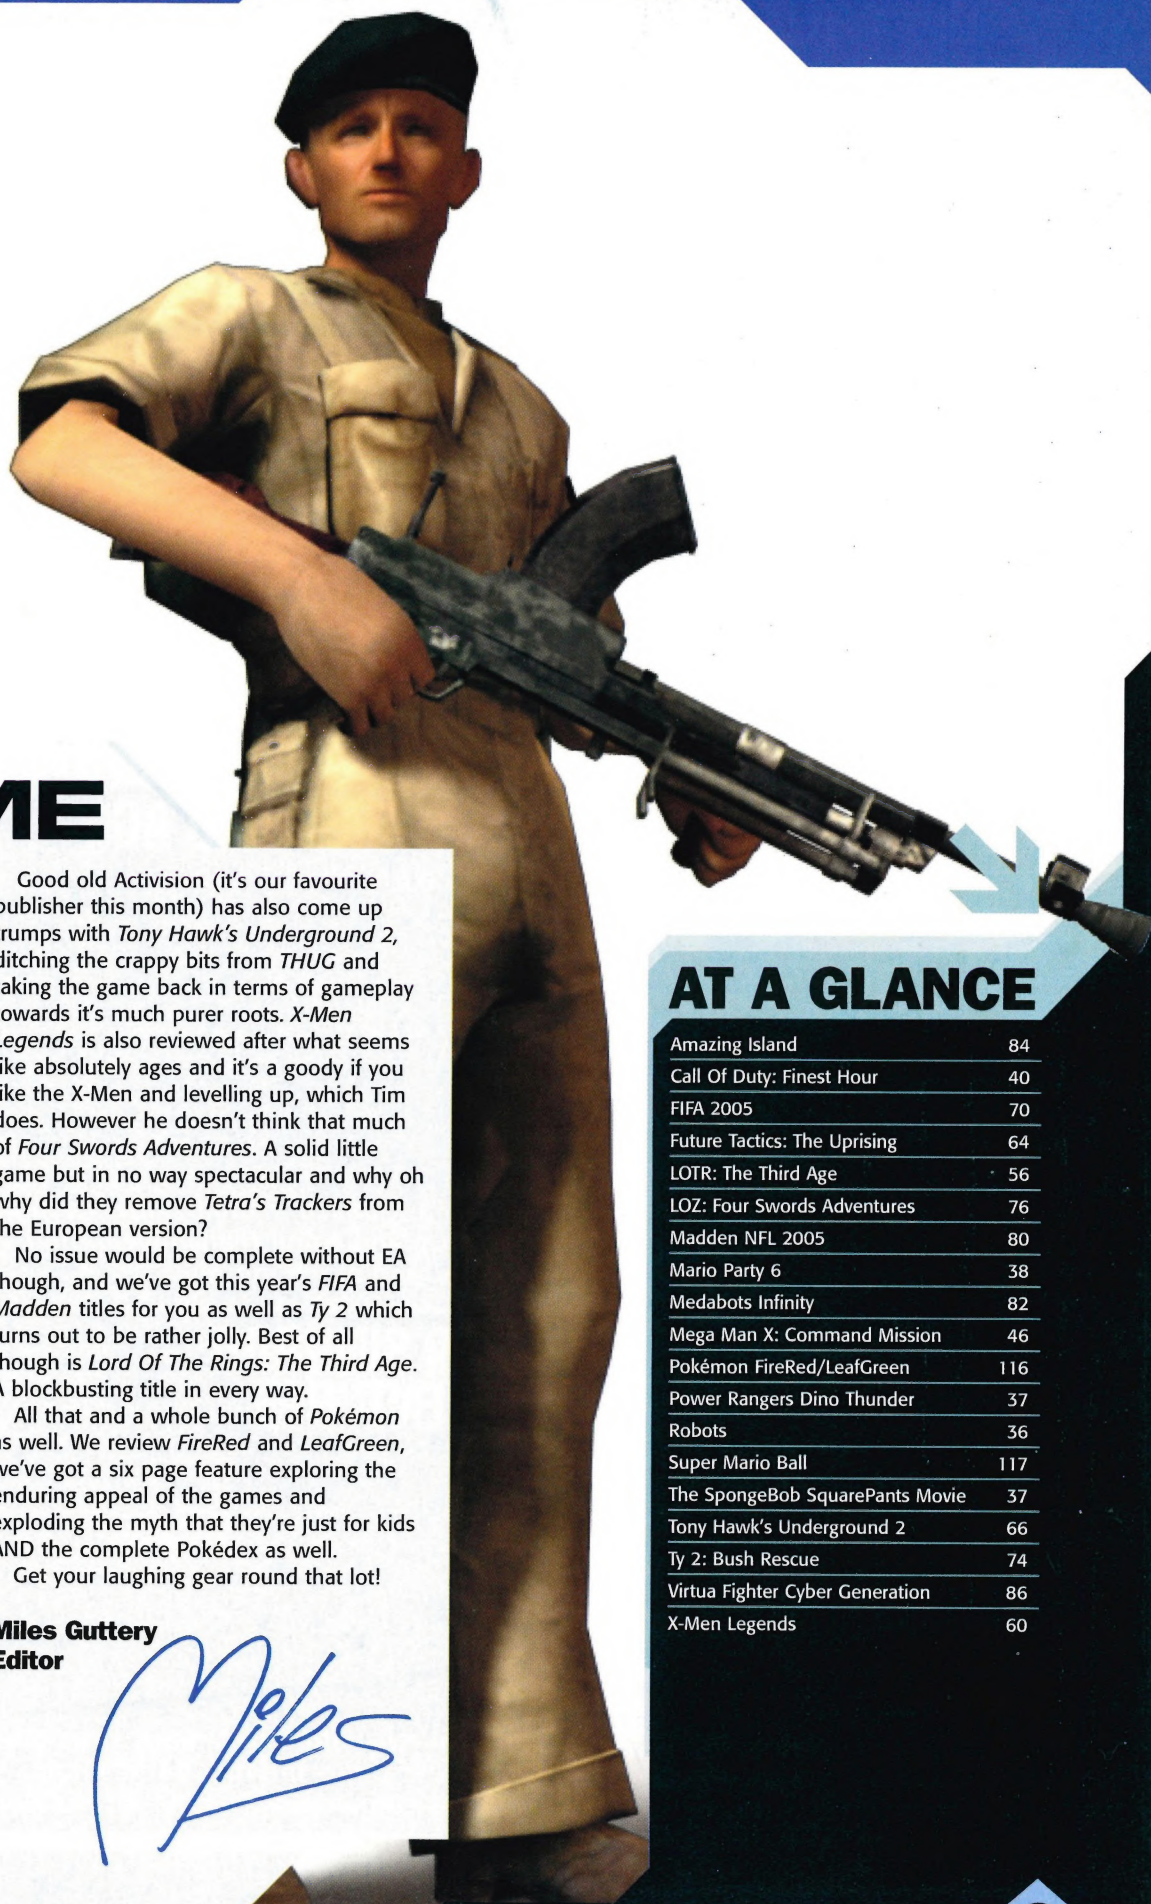 ME
Good old Activision (it's our favourite
publisher this month) has also come up
trumps with Tony Hawk's Underground 2,
ditching the crappy bits from THUG and
taking the game back in terms of gameplay
towards it's much purer roots. X-Men
Legends is also reviewed after what seems
like absolutely ages and it's a goody if you
like the X-Men and levelling up, which Tim
does. However he doesn't think that much
of Four Swords Adventures. A solid little
game but in no way spectacular and why oh
why did they remove Tetra's Trackers from
the European version?
No issue would be complete without EA
though, and we've got this year's FIFA and
Madden titles for you as well as Ty 2 which
turns out to be rather jolly. Best of all
though is Lord Of The Rings: The Third Age.
A blockbusting title in every way.
All that and a whole bunch of Pokémon
as well. We review FireRed and LeafGreen,
we've got a six page feature exploring the
enduring appeal of the games and
exploding the myth that they're just for kids
AND the complete Pokédex as well.
Get your laughing gear round that lot!
Miles Guttery
Editor
Miles
AT A GLANCE
Amazing Island 84
Call Of Duty: Finest Hour 40
FIFA 2005 70
Future Tactics: The Uprising 64
LOTR: The Third Age 56
LOZ: Four Swords Adventures 76
Madden NFL 2005 80
Mario Party 6 38
Medabots Infinity 82
Mega Man X: Command Mission 46
Pokémon FireRed/LeafGreen 116
Power Rangers Dino Thunder 37
Robots 36
Super Mario Ball 117
The SpongeBob SquarePants Movie 37
Tony Hawk's Underground 2 66
Ty 2: Bush Rescue 74
Virtua Fighter Cyber Generation 86
X-Men Legends 60